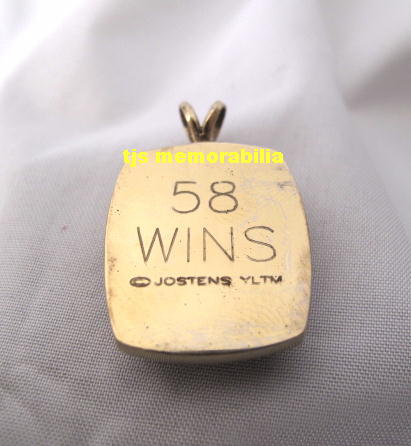 tjs memorabilia
58
WINS
© JOSTENS YLTM